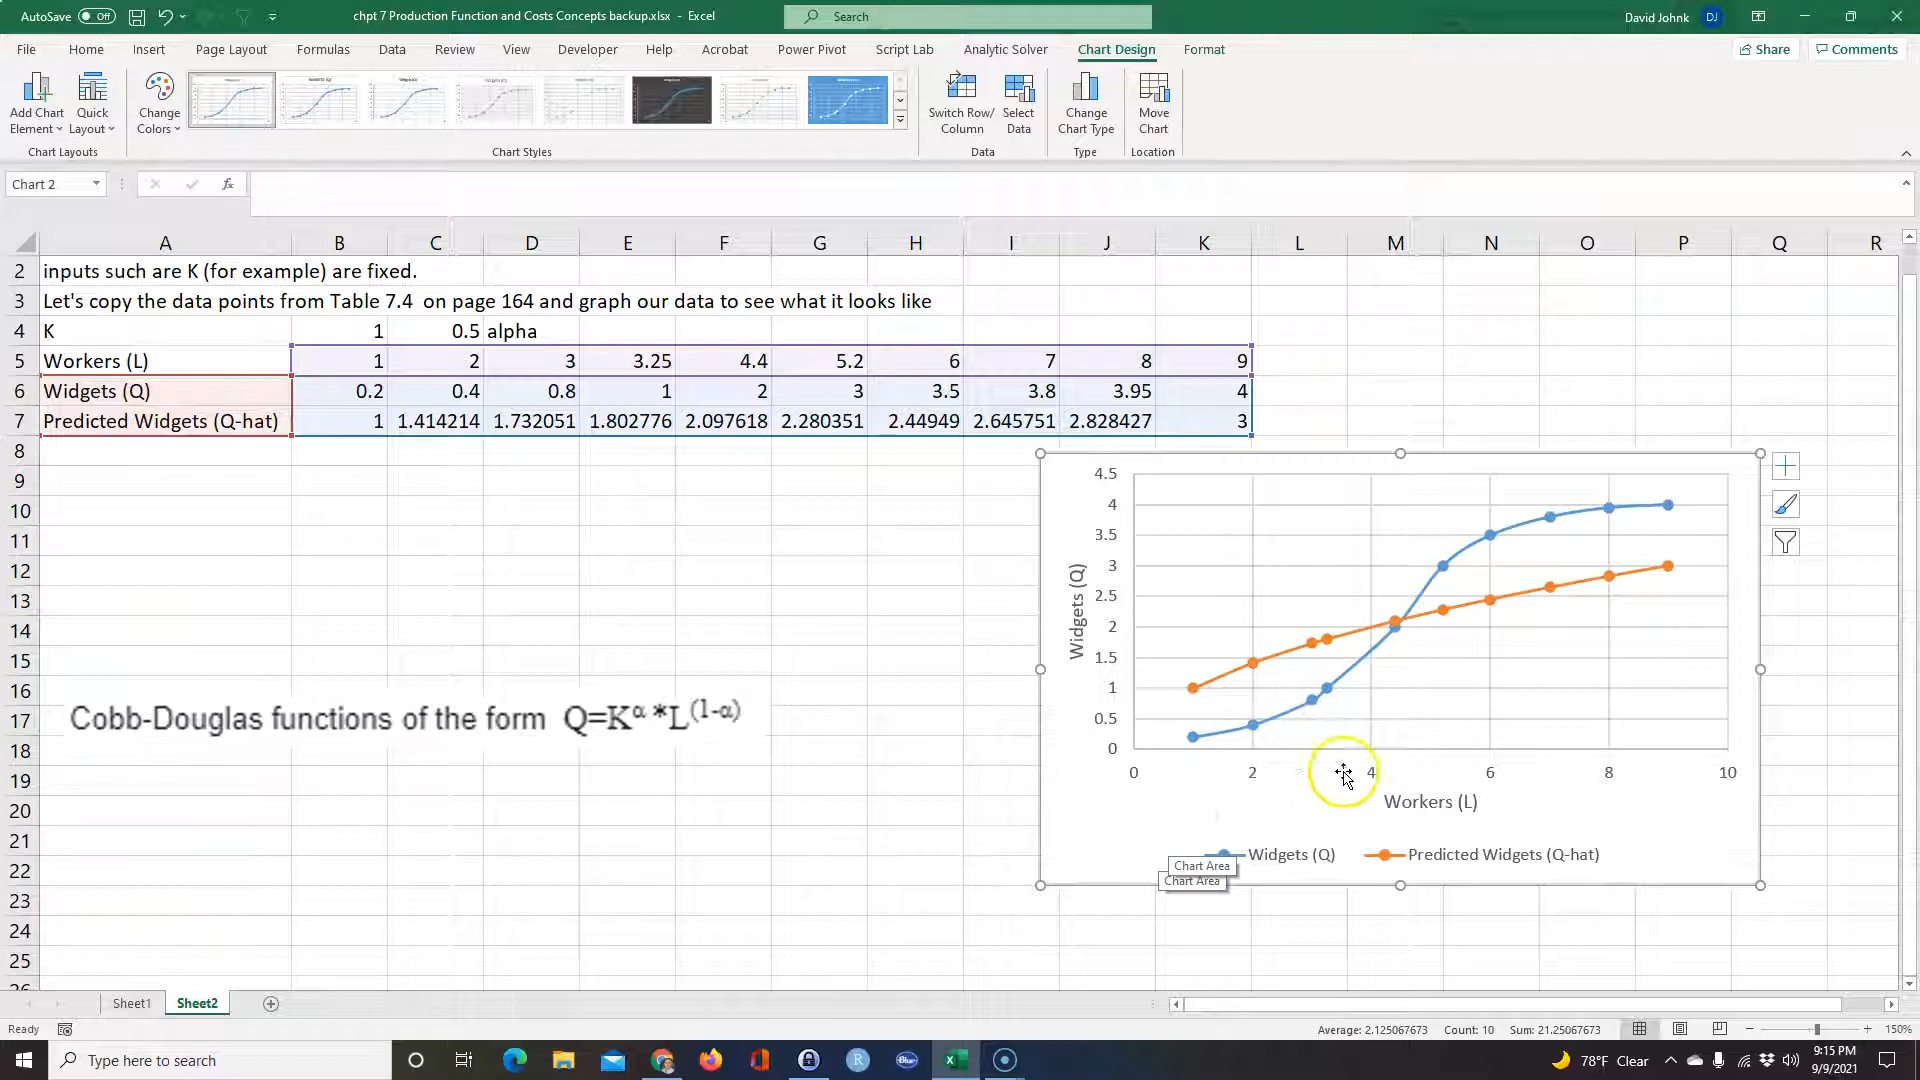 AutoSave Off chpt 7 Production Function and Costs Concepts backup.xlsx - Excel Search David Johnk DJ
File Home Insert Page Layout Formulas Data Review View Developer Help Acrobat Power Pivot Script Lab Analytic Solver Chart Design Format Share Comments
Add Chart Element Quick Layout Change Colors Switch Row/ Column Select Data Change Chart Type Move Chart
Chart Layouts Chart Styles Data Type Location
Chart 2 fx
A B C D E F G H I J K L M N O P Q R
2 inputs such are K (for example) are fixed.
3 Let's copy the data points from Table 7.4 on page 164 and graph our data to see what it looks like
4 K 1 0.5 alpha
5 Workers (L) 1 2 3 3.25 4.4 5.2 6 7 8 9
6 Widgets (Q) 0.2 0.4 0.8 1 2 3 3.5 3.8 3.95 4
7 Predicted Widgets (Q-hat) 1 1.414214 1.732051 1.802776 2.097618 2.280351 2.44949 2.645751 2.828427 3
8
9
10
11
12
13
14
15
16
17
18
19
20
21
22
23
24
25
26
Cobb-Douglas functions of the form Q=K^α*L^(1-α)
4.5
4
3.5
3
2.5
2
1.5
1
0.5
0
Widgets (Q)
0 2 4 6 8 10
Workers (L)
Widgets (Q) Predicted Widgets (Q-hat)
Chart Area
Chart Area
Sheet1 Sheet2
Ready Average: 2.125067673 Count: 10 Sum: 21.25067673 150%
Type here to search 78°F Clear 9:15 PM
9/9/2021